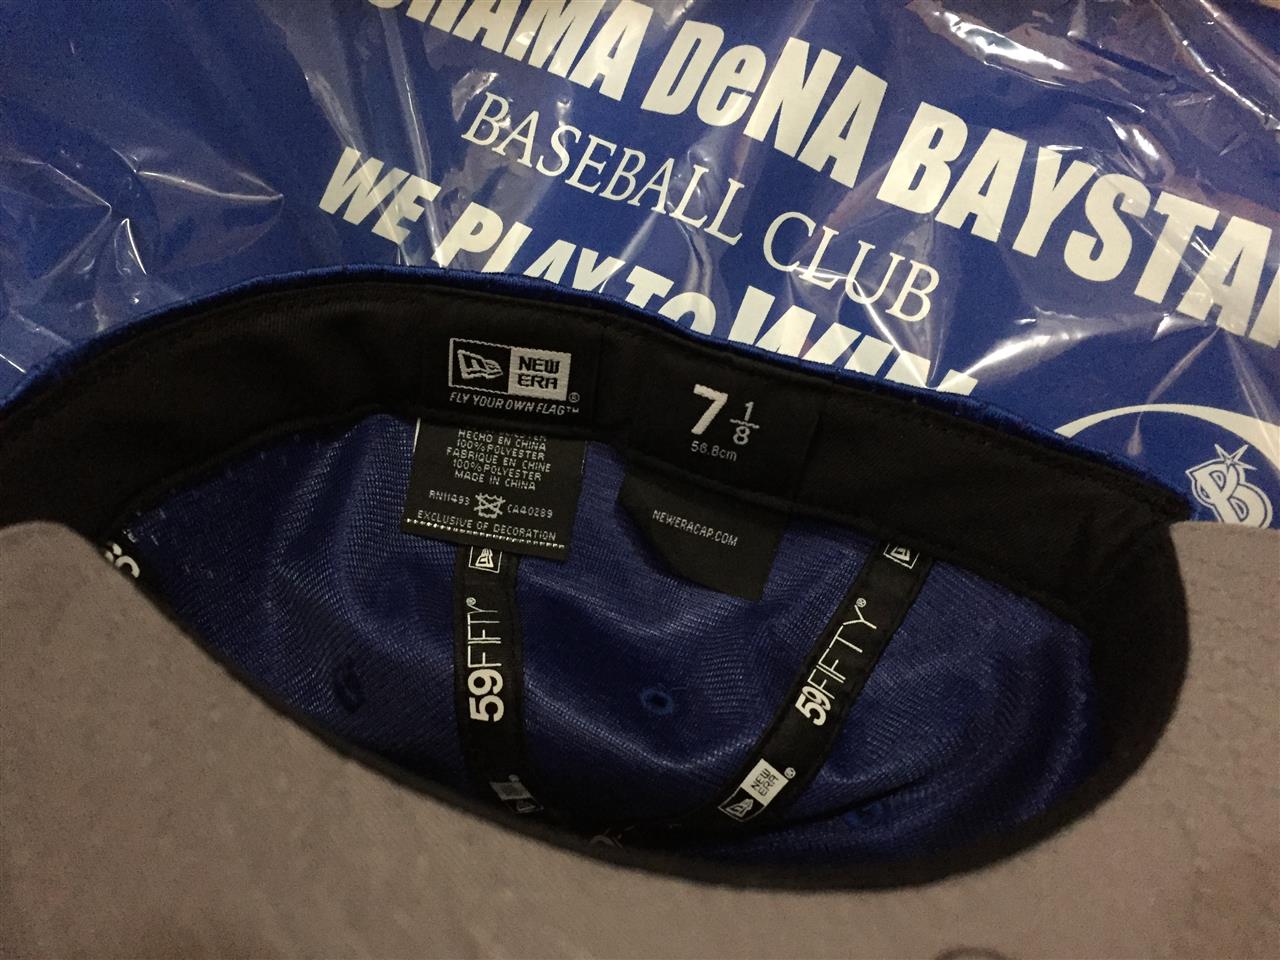 DeNA BAYSTA
BASEBALL CLUB
WE PLAY TO WIN
NEW
ERA
®
FLY YOUR OWN FLAG™
7 1/8
56.8cm
HECHO EN CHINA
100% POLYESTER
FABRIQUE EN CHINE
100% POLYESTER
MADE IN CHINA
RN11493 CA40289
EXCLUSIVE OF DECORATION
NEWERACAP.COM
59FIFTY®
59FIFTY®
NEW
ERA
®
B